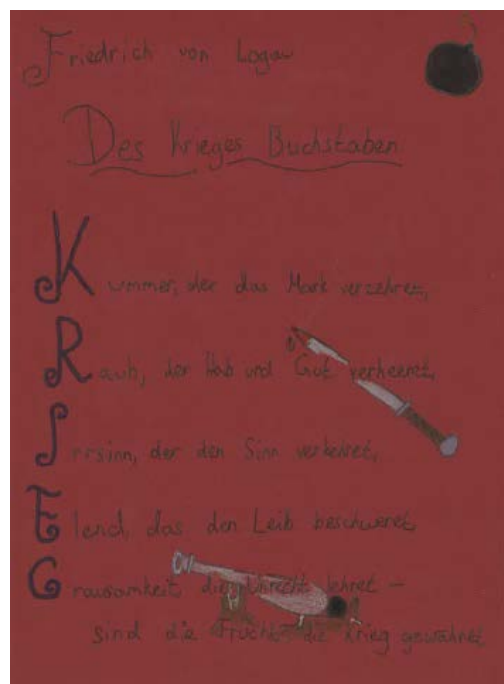 Friedrich von Logau
Des Krieges Buchstaben
Kummer, der das Mark verzehret,
Raub, der Hab und Gut verheeret,
Irrsinn, der den Sinn verkehret,
Elend, das den Leib beschweret
Grausamkeit die Unrecht lehret –
sind die Frucht die Krieg gewähret